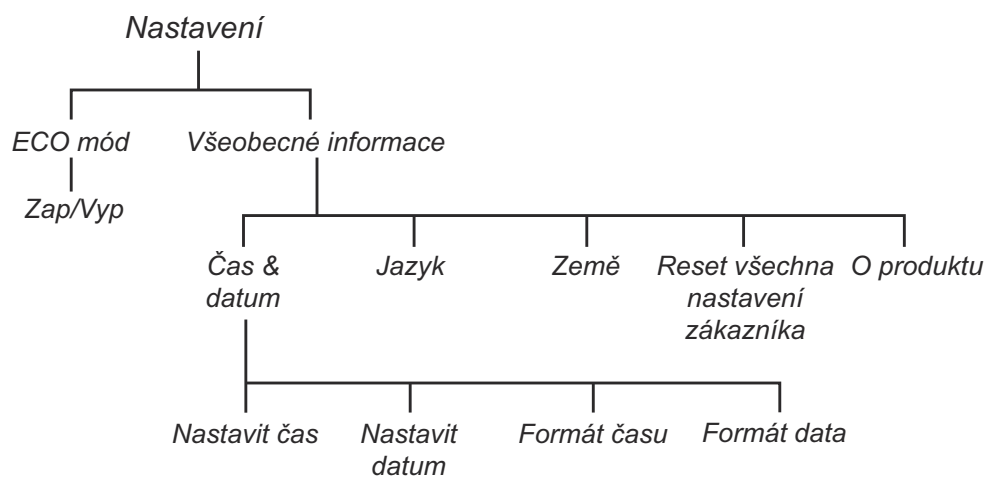 Nastavení
ECO mód
Všeobecné informace
Zap/Vyp
Čas &
datum
Jazyk
Země
Reset všechna
nastavení
zákazníka
O produktu
Nastavit čas
Nastavit
datum
Formát času
Formát data